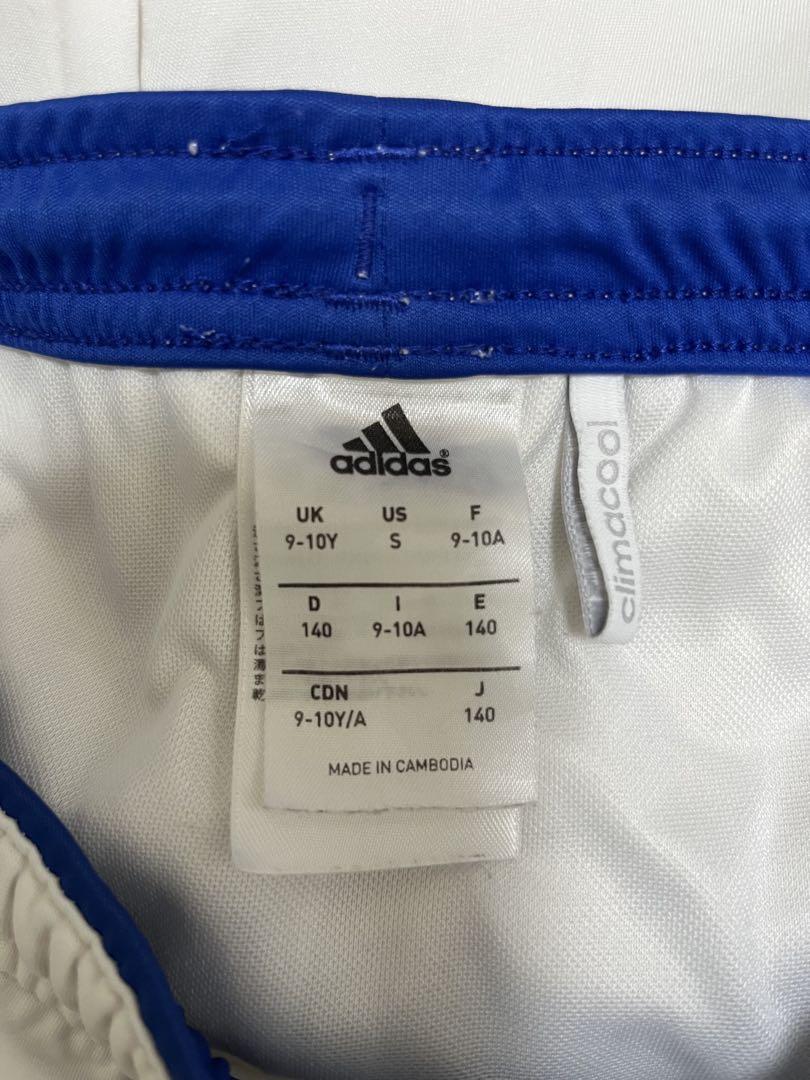 adidas®
UK US F
9-10Y S 9-10A
D I E
140 9-10A 140
CDN J
9-10Y/A 140
MADE IN CAMBODIA
climacool